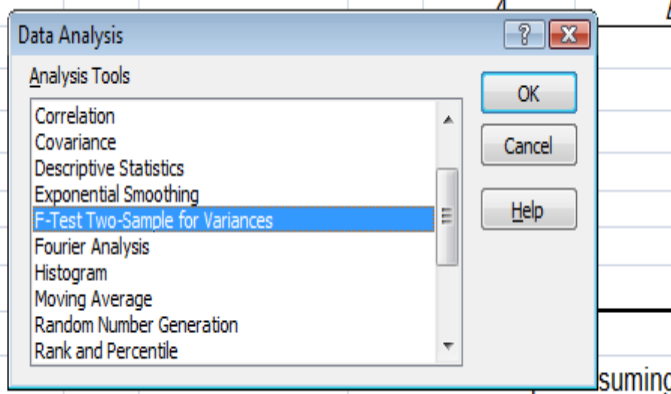 Data Analysis
Analysis Tools
Correlation
Covariance
Descriptive Statistics
Exponential Smoothing
F-Test Two-Sample for Variances
Fourier Analysis
Histogram
Moving Average
Random Number Generation
Rank and Percentile
OK
Cancel
Help
suming